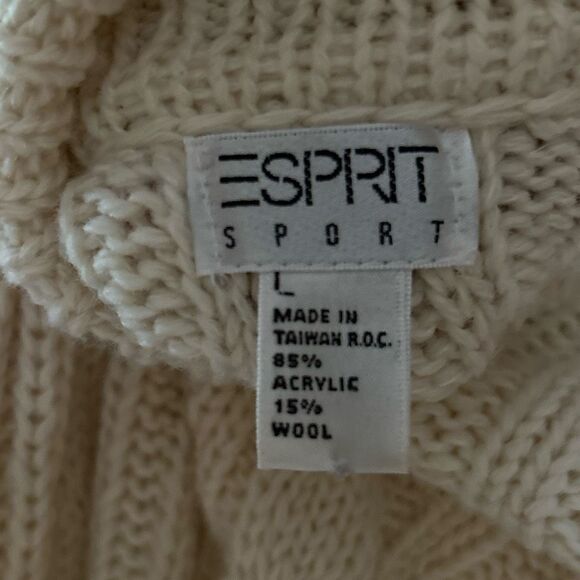 ESPRIT
SPORT
L
MADE IN
TAIWAN R.O.C.
85%
ACRYLIC
15%
WOOL